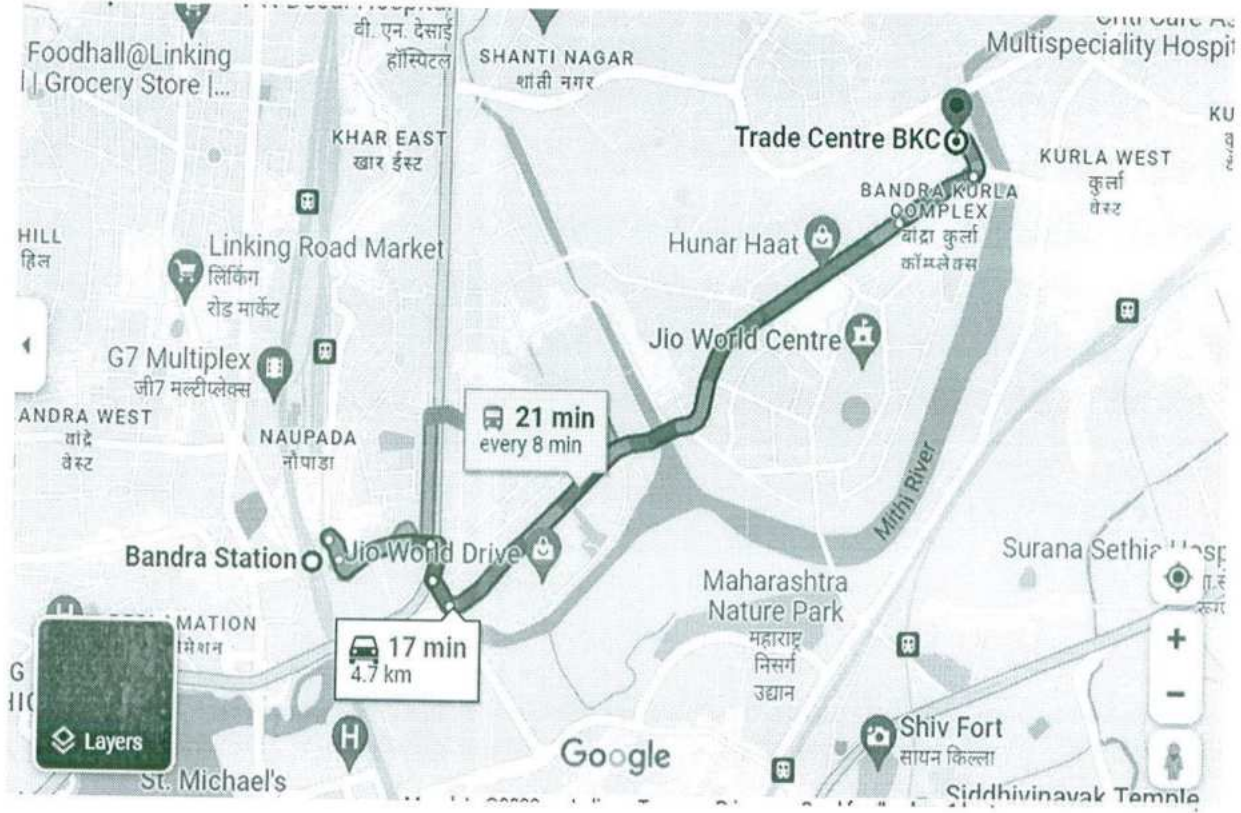 वी. एन. देसाई
हॉस्पिटल
Foodhall@Linking
| Grocery Store |...
SHANTI NAGAR
शांती नगर
Multispeciality
KHAR EAST
खार ईस्ट
Trade Centre BKC
KURLA WEST
कुर्ला
वेस्ट
BANDRA KURLA
COMPLEX
बांद्रा कुर्ला
कॉम्प्लेक्स
HILL
हिल
Linking Road Market
लिंकिंग
रोड मार्केट
Hunar Haat
Jio World Centre
G7 Multiplex
जी7 मल्टीप्लेक्स
ANDRA WEST
वांद्रे
वेस्ट
NAUPADA
नौपाडा
21 min
every 8 min
Mithi River
Bandra Station
Jio World Drive
Surana Sethia
Maharashtra
Nature Park
महाराष्ट्र
निसर्ग
उद्यान
17 min
4.7 km
H
Layers
H
Google
+
−
Shiv Fort
सायन किल्ला
St. Michael's
Siddhivinayak Temple